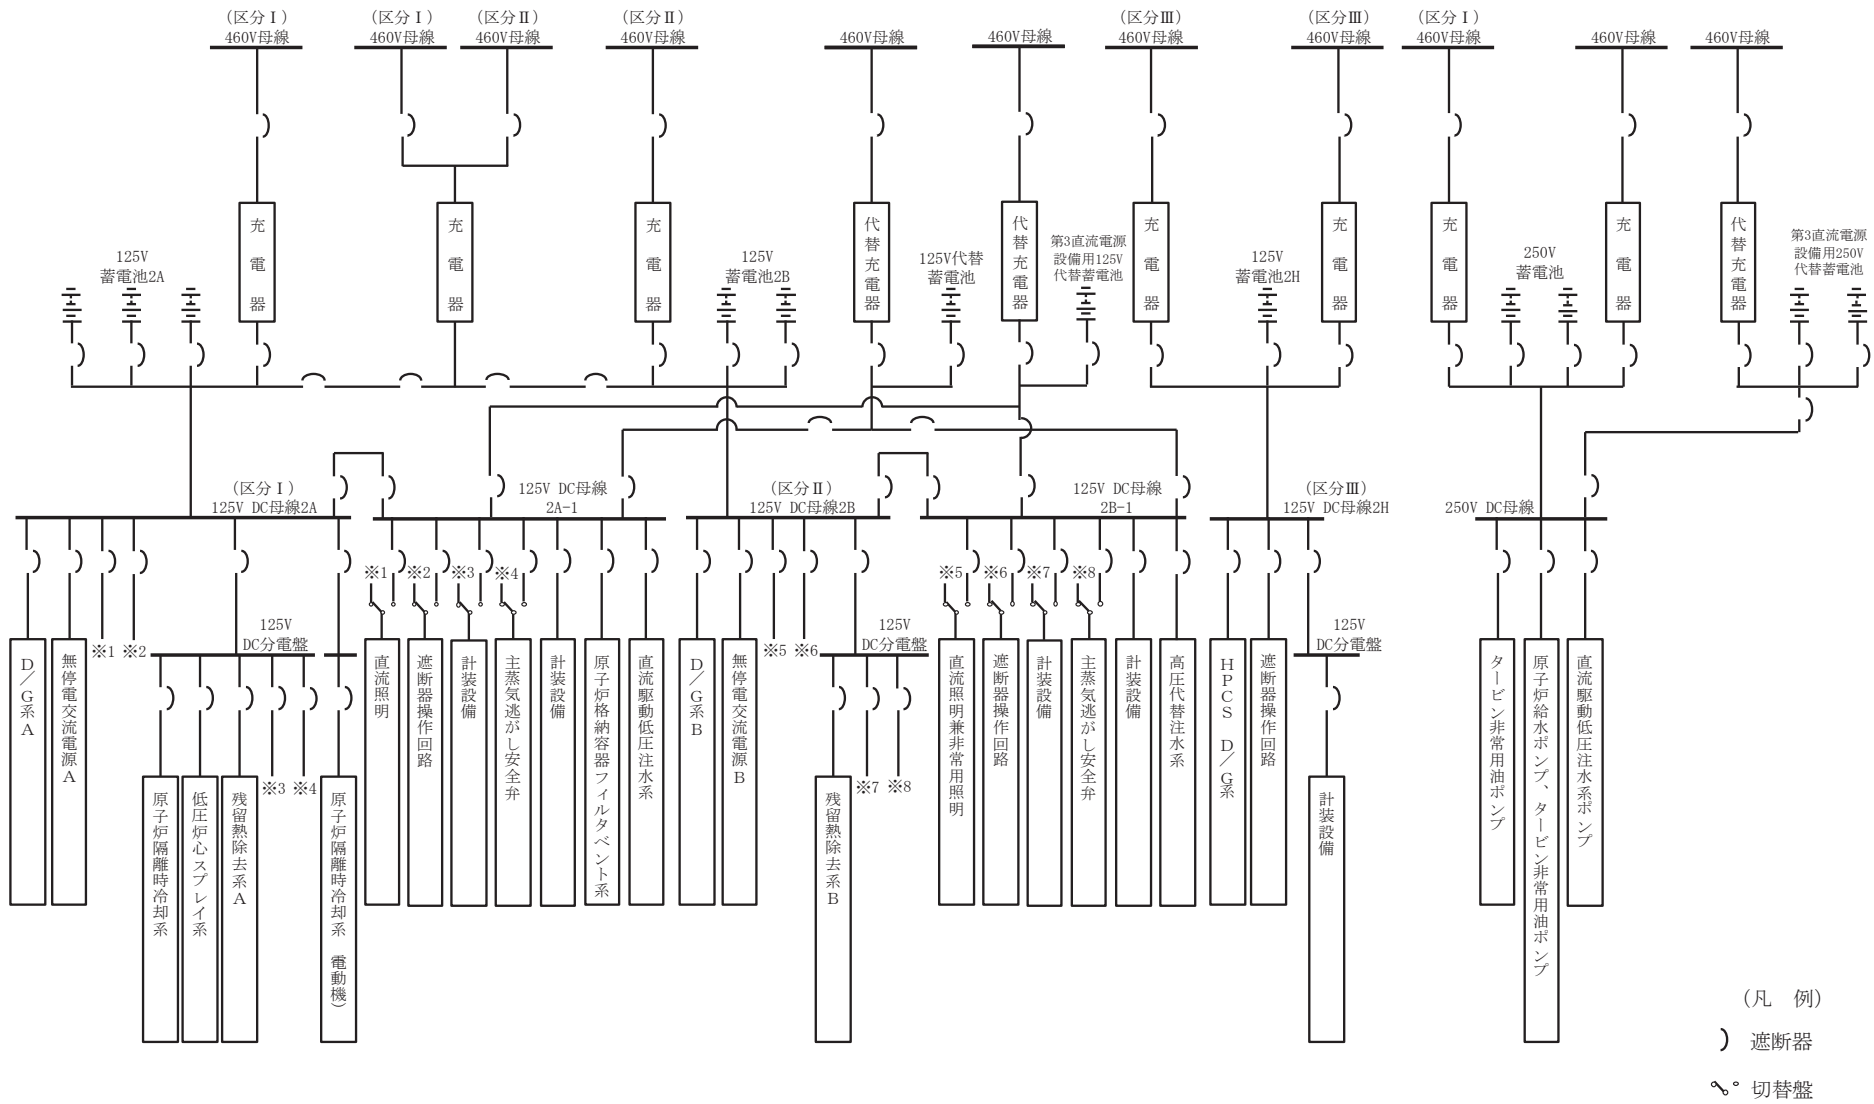 (区分Ⅰ)
460V母線
(区分Ⅰ)
460V母線
(区分Ⅱ)
460V母線
(区分Ⅱ)
460V母線
460V母線
460V母線
(区分Ⅲ)
460V母線
(区分Ⅲ)
460V母線
(区分Ⅰ)
460V母線
460V母線
460V母線
125V
蓄電池2A
充電器
充電器
充電器
125V
蓄電池2B
代替充電器
125V代替
蓄電池
代替充電器
第3直流電源
設備用125V
代替蓄電池
充電器
125V
蓄電池2H
充電器
充電器
250V
蓄電池
充電器
代替充電器
第3直流電源
設備用250V
代替蓄電池
(区分Ⅰ)
125V DC母線2A
125V DC母線
2A-1
(区分Ⅱ)
125V DC母線2B
125V DC母線
2B-1
(区分Ⅲ)
125V DC母線2H
250V DC母線
※1
※2
※3
※4
※5
※6
※7
※8
D/G系A
無停電交流電源A
※1
※2
125V
DC分電盤
直流照明
遮断器操作回路
計装設備
主蒸気逃がし安全弁
計装設備
原子炉格納容器フィルタベント系
直流駆動低圧注水系
D/G系B
無停電交流電源B
※5
※6
125V
DC分電盤
直流照明兼非常用照明
遮断器操作回路
計装設備
主蒸気逃がし安全弁
計装設備
高圧代替注水系
HPCS D/G系
遮断器操作回路
125V
DC分電盤
タービン非常用油ポンプ
原子炉給水ポンプ、タービン非常用油ポンプ
直流駆動低圧注水系ポンプ
原子炉隔離時冷却系
低圧炉心スプレイ系
残留熱除去系A
※3
※4
原子炉隔離時冷却系 電動機)
残留熱除去系B
※7
※8
計装設備
(凡 例)
遮断器
切替盤